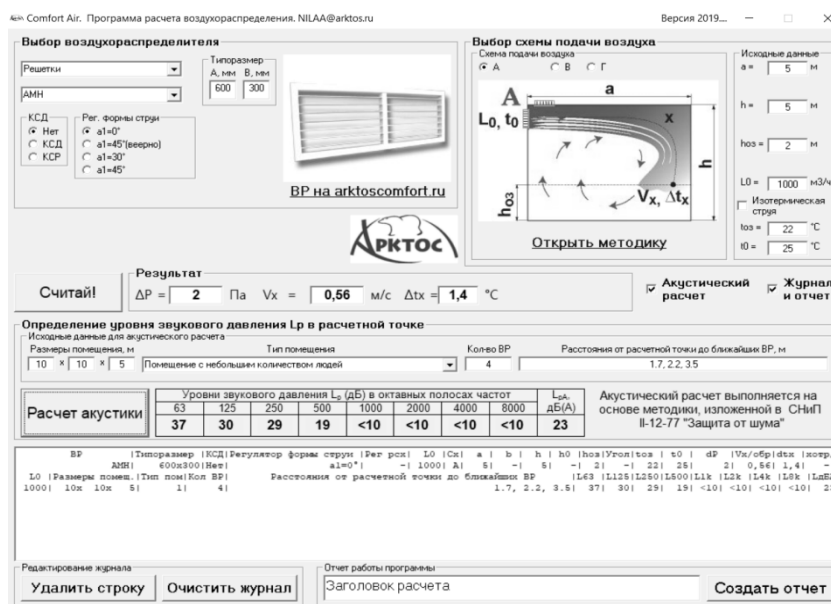 Comfort Air. Программа расчета воздухораспределения. NILAA@arktos.ru Версия 2019...
Выбор воздухораспределителя
Решетки
АМН
Типоразмер
А, мм В, мм
600 300
КСД
Нет
КСД
КСР
Рег. формы струи
a1=0°
a1=45°(веерно)
a1=30°
a1=45°
ВР на arktoscomfort.ru
Выбор схемы подачи воздуха
Схема подачи воздуха
А В Г
A a
L0, t0 x
h
hоз
Vx, Δtx
Открыть методику
Исходные данные
a = 5 м
h = 5 м
hоз = 2 м
L0 = 1000 м3/ч
Изотермическая
струя
tоз = 22 °C
t0 = 25 °C
АРКТОС
Считай!
Результат
ΔP = 2 Па Vx = 0,56 м/с Δtx = 1,4 °C
Акустический
расчет
Журнал
и отчет
Определение уровня звукового давления Lp в расчетной точке
Исходные данные для акустического расчета
Размеры помещения, м Тип помещения Кол-во ВР Расстояния от расчетной точки до ближайших ВР, м
10 x 10 x 5 Помещение с небольшим количеством людей 4 1.7, 2.2, 3.5
Расчет акустики
Уровни звукового давления Lр (дБ) в октавных полосах частот LрА,
63 125 250 500 1000 2000 4000 8000 дБ(А)
37 30 29 19 <10 <10 <10 <10 23
Акустический расчет выполняется на
основе методики, изложенной в СНиП
II-12-77 "Защита от шума"
ВР |Типоразмер |КСД|Регулятор формы струи |Рег рсх| L0 |Сх| a | b | h | h0 |hоз|Угол|tоз | t0 | dP |Vx/обр|dtx |хотр.
АМН| 600x300|Нет| a1=0°| -| 1000| А| 5| -| 5| -| 2| -| 22| 25| 2| 0,56| 1,4| -
L0 |Размеры помещ.|Тип пом|Кол ВР| Расстояния от расчетной точки до ближайших ВР |L63 |L125|L250|L500|L1k |L2k |L4k |L8k |LдБА
1000| 10x 10x 5| 1| 4| 1.7, 2.2, 3.5| 37| 30| 29| 19| <10| <10| <10| <10| 23
Редактирование журнала
Удалить строку Очистить журнал
Отчет работы программы
Заголовок расчета
Создать отчет